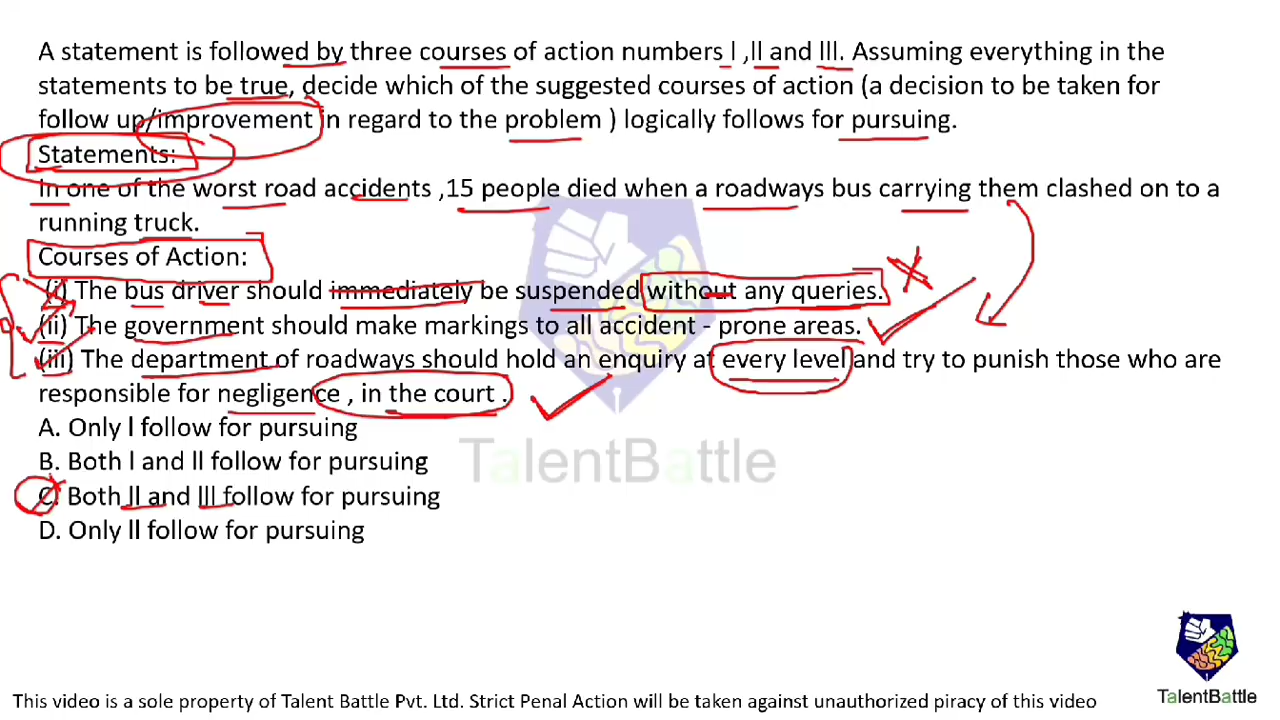 A statement is followed by three courses of action numbers l ,ll and lll. Assuming everything in the
statements to be true, decide which of the suggested courses of action (a decision to be taken for
follow up/improvement in regard to the problem ) logically follows for pursuing.
Statements:
In one of the worst road accidents ,15 people died when a roadways bus carrying them clashed on to a
running truck.
Courses of Action:
(i) The bus driver should immediately be suspended without any queries.
(ii) The government should make markings to all accident - prone areas.
(iii) The department of roadways should hold an enquiry at every level and try to punish those who are
responsible for negligence , in the court .
A. Only l follow for pursuing
B. Both l and ll follow for pursuing
TalentBattle
C. Both ll and lll follow for pursuing
D. Only ll follow for pursuing
TalentBattle
This video is a sole property of Talent Battle Pvt. Ltd. Strict Penal Action will be taken against unauthorized piracy of this video